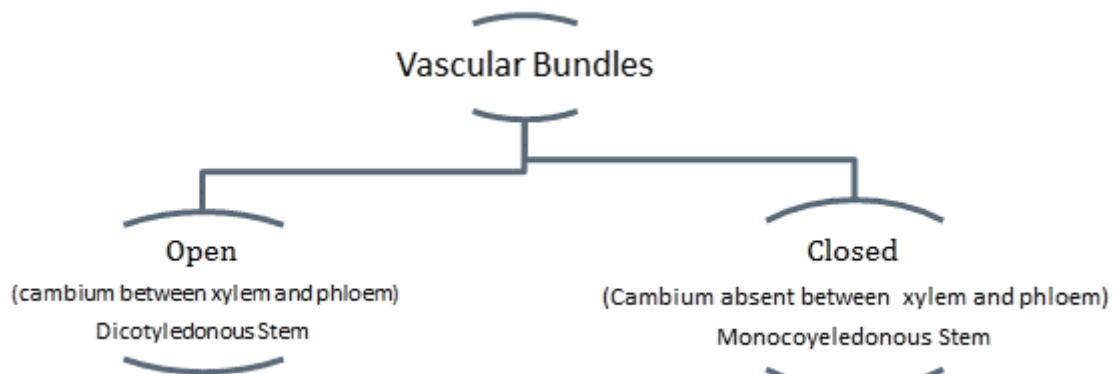 Vascular Bundles
Open
(cambium between xylem and phloem)
Dicotyledonous Stem
Closed
(Cambium absent between xylem and phloem)
Monocoyeledonous Stem